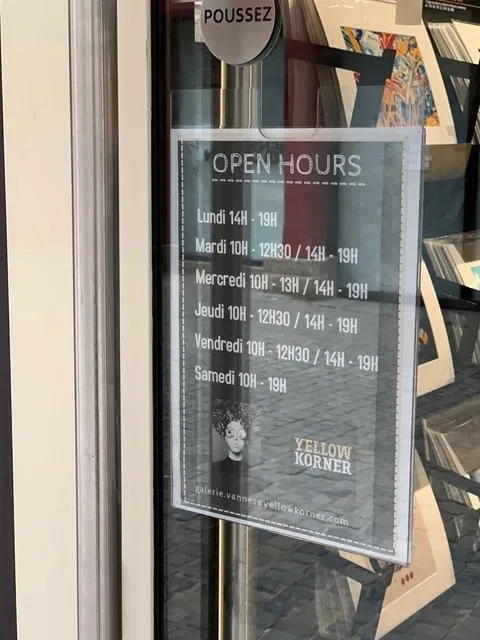 POUSSEZ
OPEN HOURS
Lundi 14H - 19H
Mardi 10H - 12H30 / 14H - 19H
Mercredi 10H - 13H / 14H - 19H
Jeudi 10H - 12H30 / 14H - 19H
Vendredi 10H - 12H30 / 14H - 19H
Samedi 10H - 19H
YELLOW
KORNER
galerie.vannes@yellowkorner.com